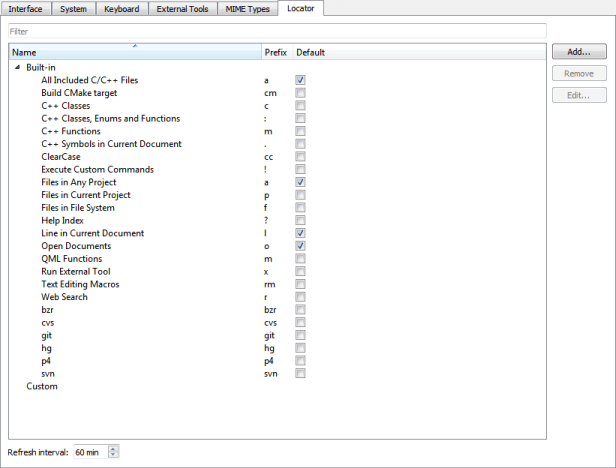 Interface System Keyboard External Tools MIME Types Locator
Filter
Name Prefix Default Add...
Built-in
Remove
All Included C/C++ Files a
Build CMake target cm
Edit...
C++ Classes c
C++ Classes, Enums and Functions :
C++ Functions m
C++ Symbols in Current Document .
ClearCase cc
Execute Custom Commands !
Files in Any Project a
Files in Current Project p
Files in File System f
Help Index ?
Line in Current Document l
Open Documents o
QML Functions m
Run External Tool x
Text Editing Macros rm
Web Search r
bzr bzr
cvs cvs
git git
hg hg
p4 p4
svn svn
Custom
Refresh interval: 60 min